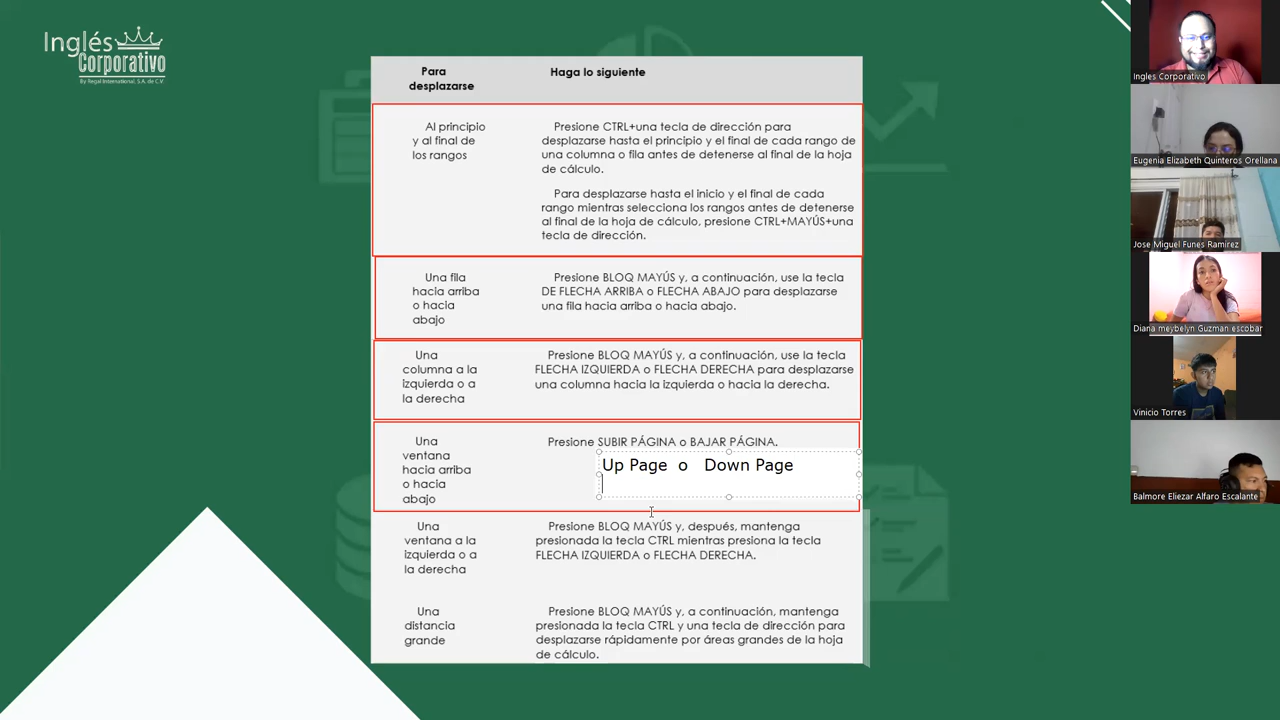 Inglés
Corporativo
By Regal International, S.A. de C.V
Para
desplazarse
Haga lo siguiente
Al principio
y al final de
los rangos
Presione CTRL+una tecla de dirección para
desplazarse hasta el principio y el final de cada rango de
una columna o fila antes de detenerse al final de la hoja
de cálculo.
Para desplazarse hasta el inicio y el final de cada
rango mientras selecciona los rangos antes de detenerse
al final de la hoja de cálculo, presione CTRL+MAYÚS+una
tecla de dirección.
Una fila
hacia arriba
o hacia
abajo
Presione BLOQ MAYÚS y, a continuación, use la tecla
DE FLECHA ARRIBA o FLECHA ABAJO para desplazarse
una fila hacia arriba o hacia abajo.
Una
columna a la
izquierda o a
la derecha
Presione BLOQ MAYÚS y, a continuación, use la tecla
FLECHA IZQUIERDA o FLECHA DERECHA para desplazarse
una columna hacia la izquierda o hacia la derecha.
Una
ventana
hacia arriba
o hacia
abajo
Presione SUBIR PÁGINA o BAJAR PÁGINA.
Up Page o Down Page
Una
ventana a la
izquierda o a
la derecha
Presione BLOQ MAYÚS y, después, mantenga
presionada la tecla CTRL mientras presiona la tecla
FLECHA IZQUIERDA o FLECHA DERECHA.
Una
distancia
grande
Presione BLOQ MAYÚS y, a continuación, mantenga
presionada la tecla CTRL y una tecla de dirección para
desplazarse rápidamente por áreas grandes de la hoja
de cálculo.
Ingles Corporativo
Eugenia Elizabeth Quinteros Orellana
Jose Miguel Funes Ramirez
Diana meybelyn Guzman escobar
Vinicio Torres
Balmore Eliezar Alfaro Escalante